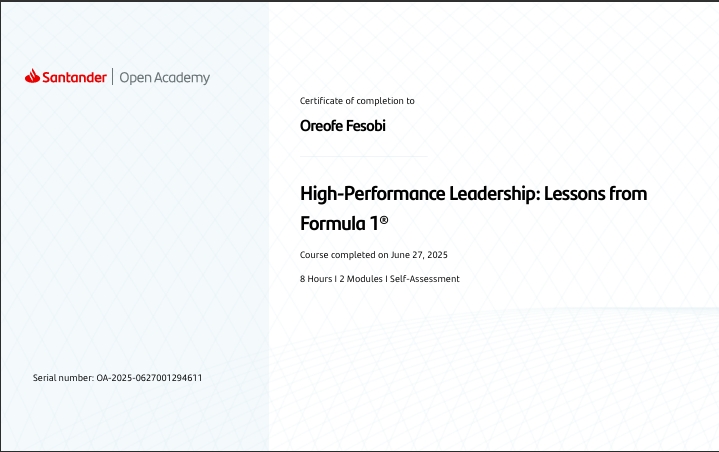 Santander | Open Academy
Certificate of completion to
Oreofe Fesobi
High-Performance Leadership: Lessons from
Formula 1®
Course completed on June 27, 2025
8 Hours I 2 Modules I Self-Assessment
Serial number: OA-2025-0627001294611